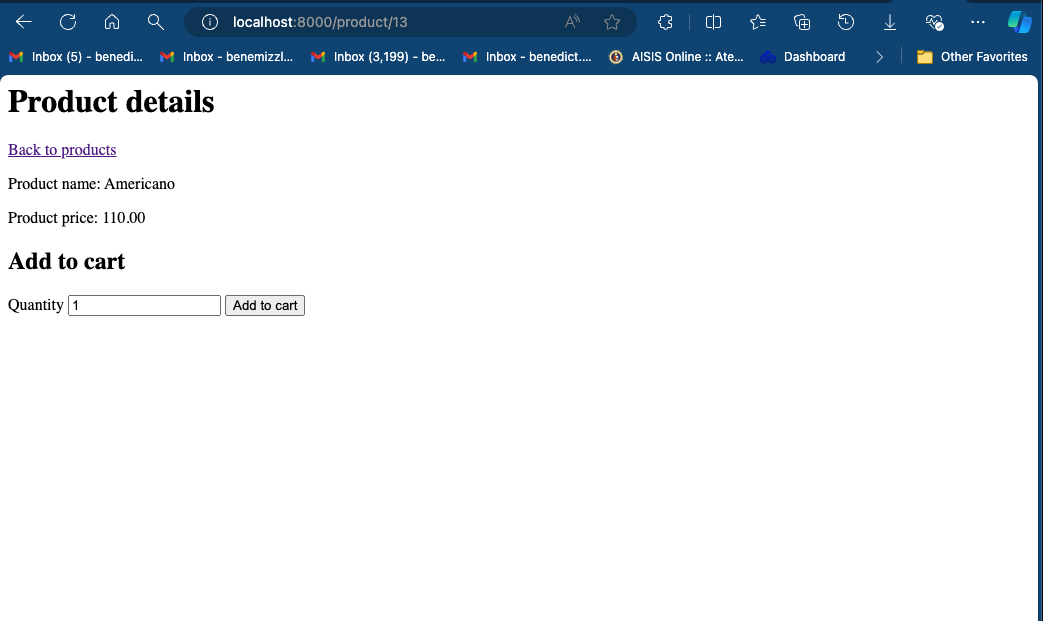 localhost:8000/product/13
Inbox (5) - benedi... Inbox - benemizzl... Inbox (3,199) - be... Inbox - benedict.... AISIS Online :: Ate... Dashboard Other Favorites
Product details
Back to products
Product name: Americano
Product price: 110.00
Add to cart
Quantity 1 Add to cart